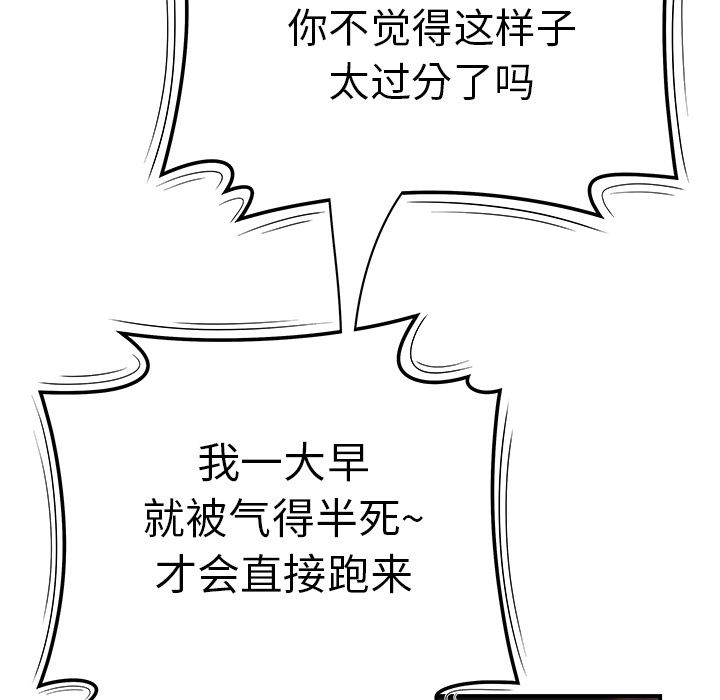 你不觉得这样子
太过分了吗
我一大早
就被气得半死~
才会直接跑来